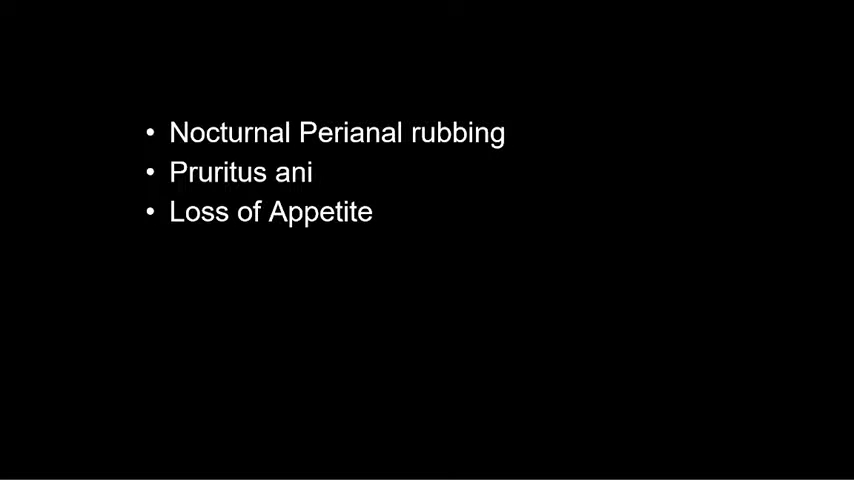 • Nocturnal Perianal rubbing
• Pruritus ani
• Loss of Appetite